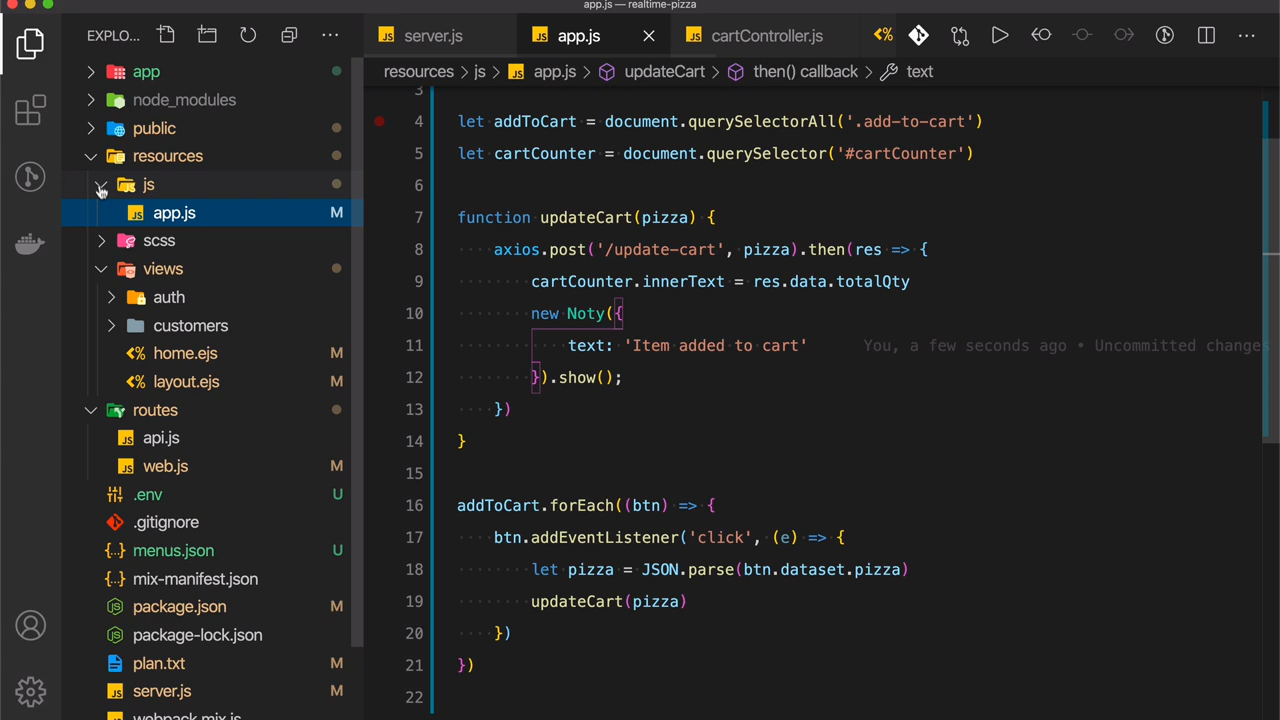 app.js — realtime-pizza
EXPLO...
server.js
app.js
cartController.js
resources > js > app.js > updateCart > then() callback > text
app
node_modules
public
resources
js
app.js M
scss
views
auth
customers
home.ejs M
layout.ejs M
routes
api.js
web.js M
.env U
.gitignore
menus.json U
mix-manifest.json
package.json M
package-lock.json
plan.txt M
server.js M
webpack.mix.js
3
4 let addToCart = document.querySelectorAll('.add-to-cart')
5 let cartCounter = document.querySelector('#cartCounter')
6
7 function updateCart(pizza) {
8 axios.post('/update-cart', pizza).then(res => {
9 cartCounter.innerText = res.data.totalQty
10 new Noty({
11 text: 'Item added to cart' You, a few seconds ago • Uncommitted changes
12 }).show();
13 })
14 }
15
16 addToCart.forEach((btn) => {
17 btn.addEventListener('click', (e) => {
18 let pizza = JSON.parse(btn.dataset.pizza)
19 updateCart(pizza)
20 })
21 })
22